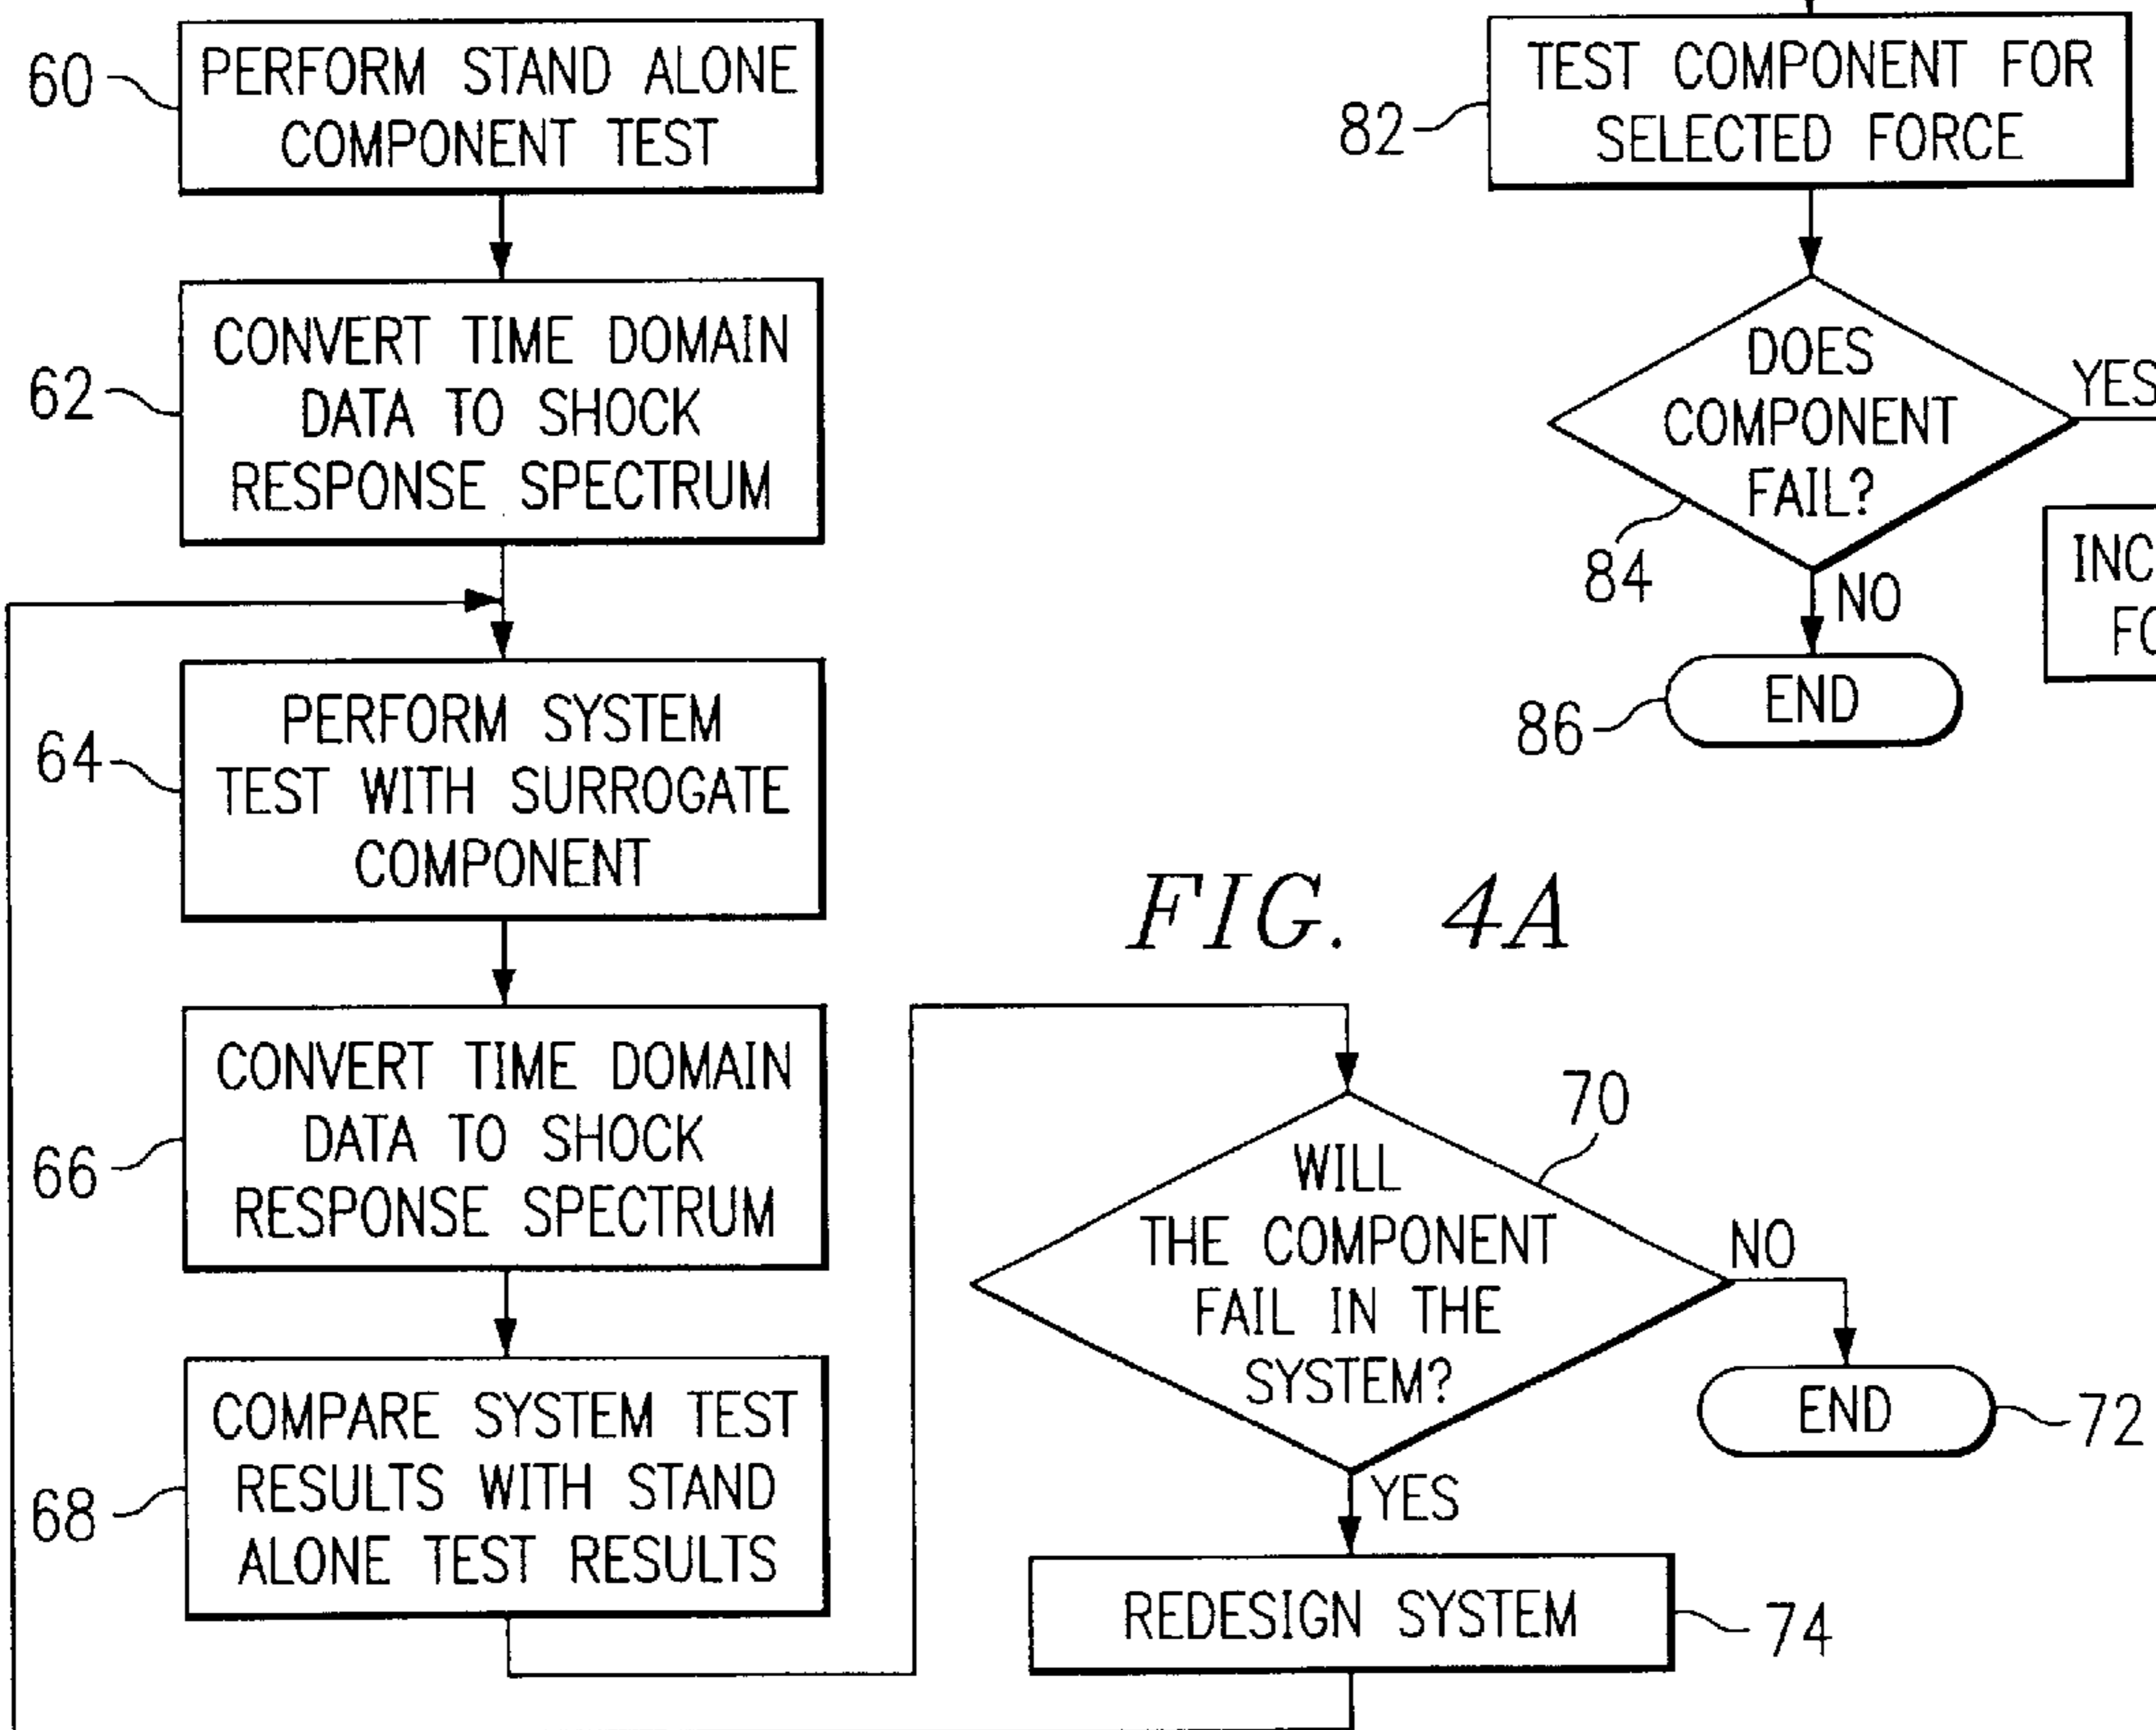 60
PERFORM STAND ALONE
COMPONENT TEST
62
CONVERT TIME DOMAIN
DATA TO SHOCK
RESPONSE SPECTRUM
64
PERFORM SYSTEM
TEST WITH SURROGATE
COMPONENT
66
CONVERT TIME DOMAIN
DATA TO SHOCK
RESPONSE SPECTRUM
68
COMPARE SYSTEM TEST
RESULTS WITH STAND
ALONE TEST RESULTS
82
TEST COMPONENT FOR
SELECTED FORCE
DOES
COMPONENT
FAIL?
YES
84
NO
86
END
FIG. 4A
70
WILL
THE COMPONENT
FAIL IN THE
SYSTEM?
NO
END
72
YES
REDESIGN SYSTEM
74